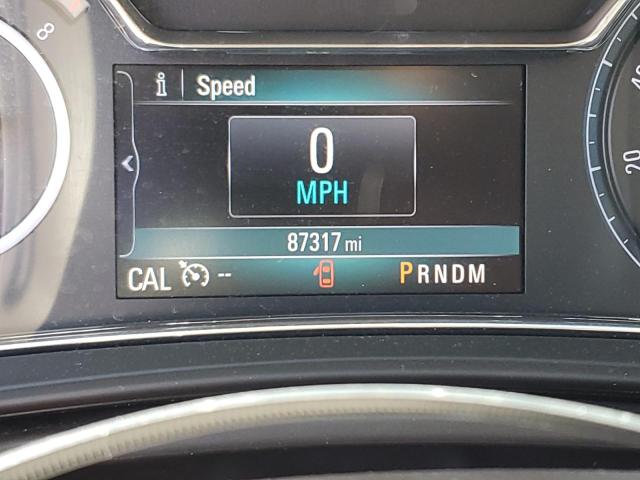 8
i Speed
0
MPH
87317 mi
CAL -- PRNDM
20